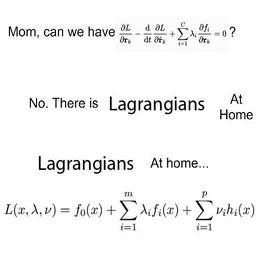 Mom, can we have ∂L/∂r_k − d/dt ∂L/∂ṙ_k + ∑_{i=1}^{C} λ_i ∂f_i/∂r_k = 0 ?
No. There is Lagrangians At Home
Lagrangians At home...
L(x, λ, ν) = f_0(x) + ∑_{i=1}^{m} λ_i f_i(x) + ∑_{i=1}^{p} ν_i h_i(x)